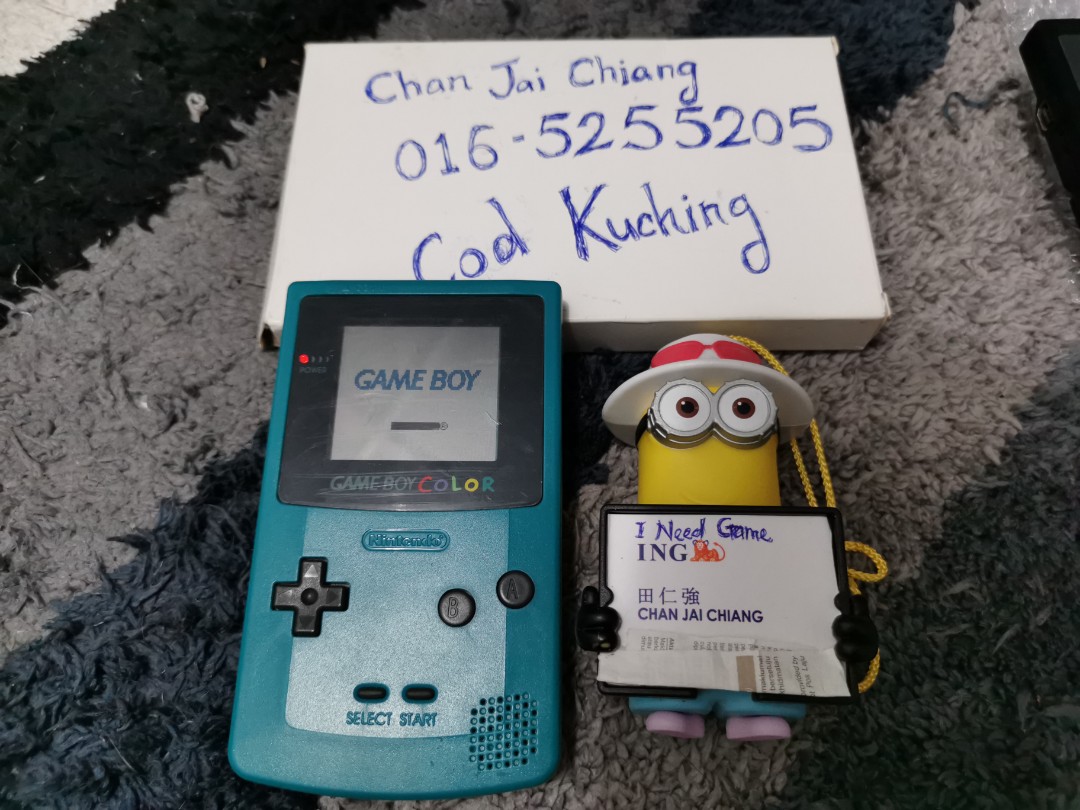 Chan Jai Chiang
016-5255205
Cod Kuching
POWER
GAME BOY
GAME BOY COLOR
Nintendo
B
A
SELECT START
I Need Game
ING
田仁強
CHAN JAI CHIANG